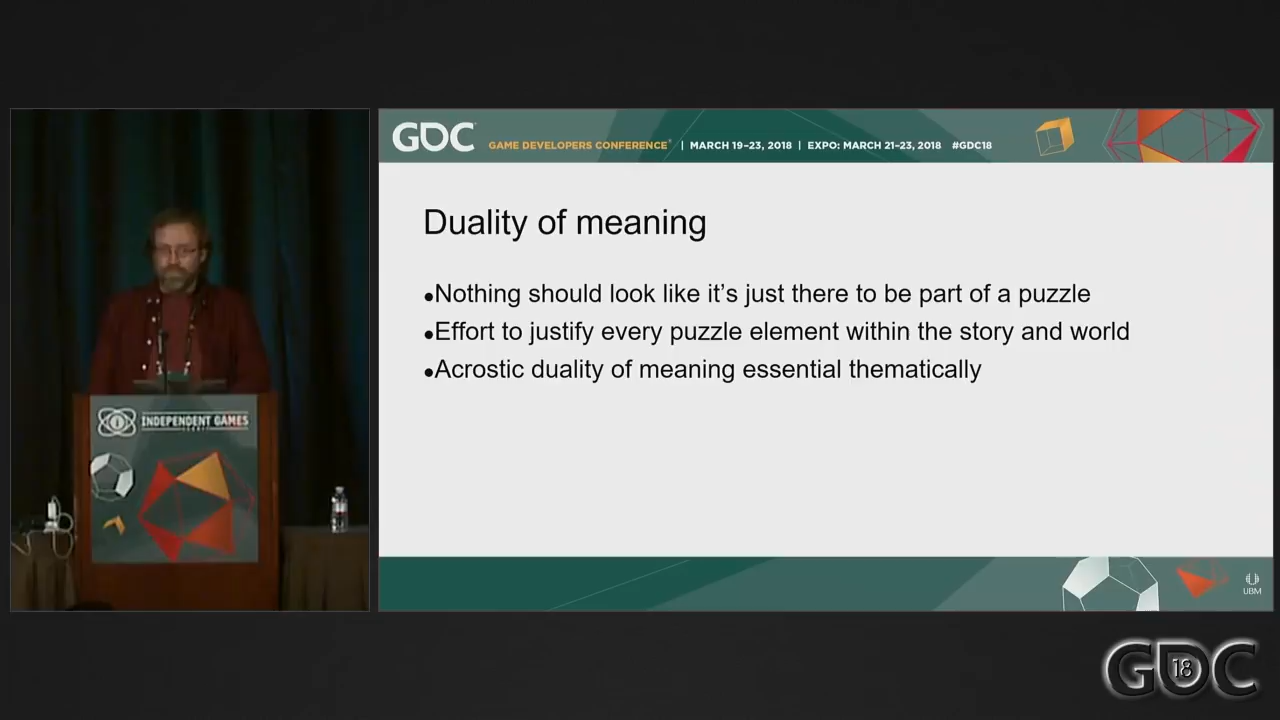 GDC
GAME DEVELOPERS CONFERENCE® | MARCH 19–23, 2018 | EXPO: MARCH 21–23, 2018 #GDC18
Duality of meaning
●Nothing should look like it’s just there to be part of a puzzle
●Effort to justify every puzzle element within the story and world
●Acrostic duality of meaning essential thematically
INDEPENDENT GAMES
UBM
GDC
18